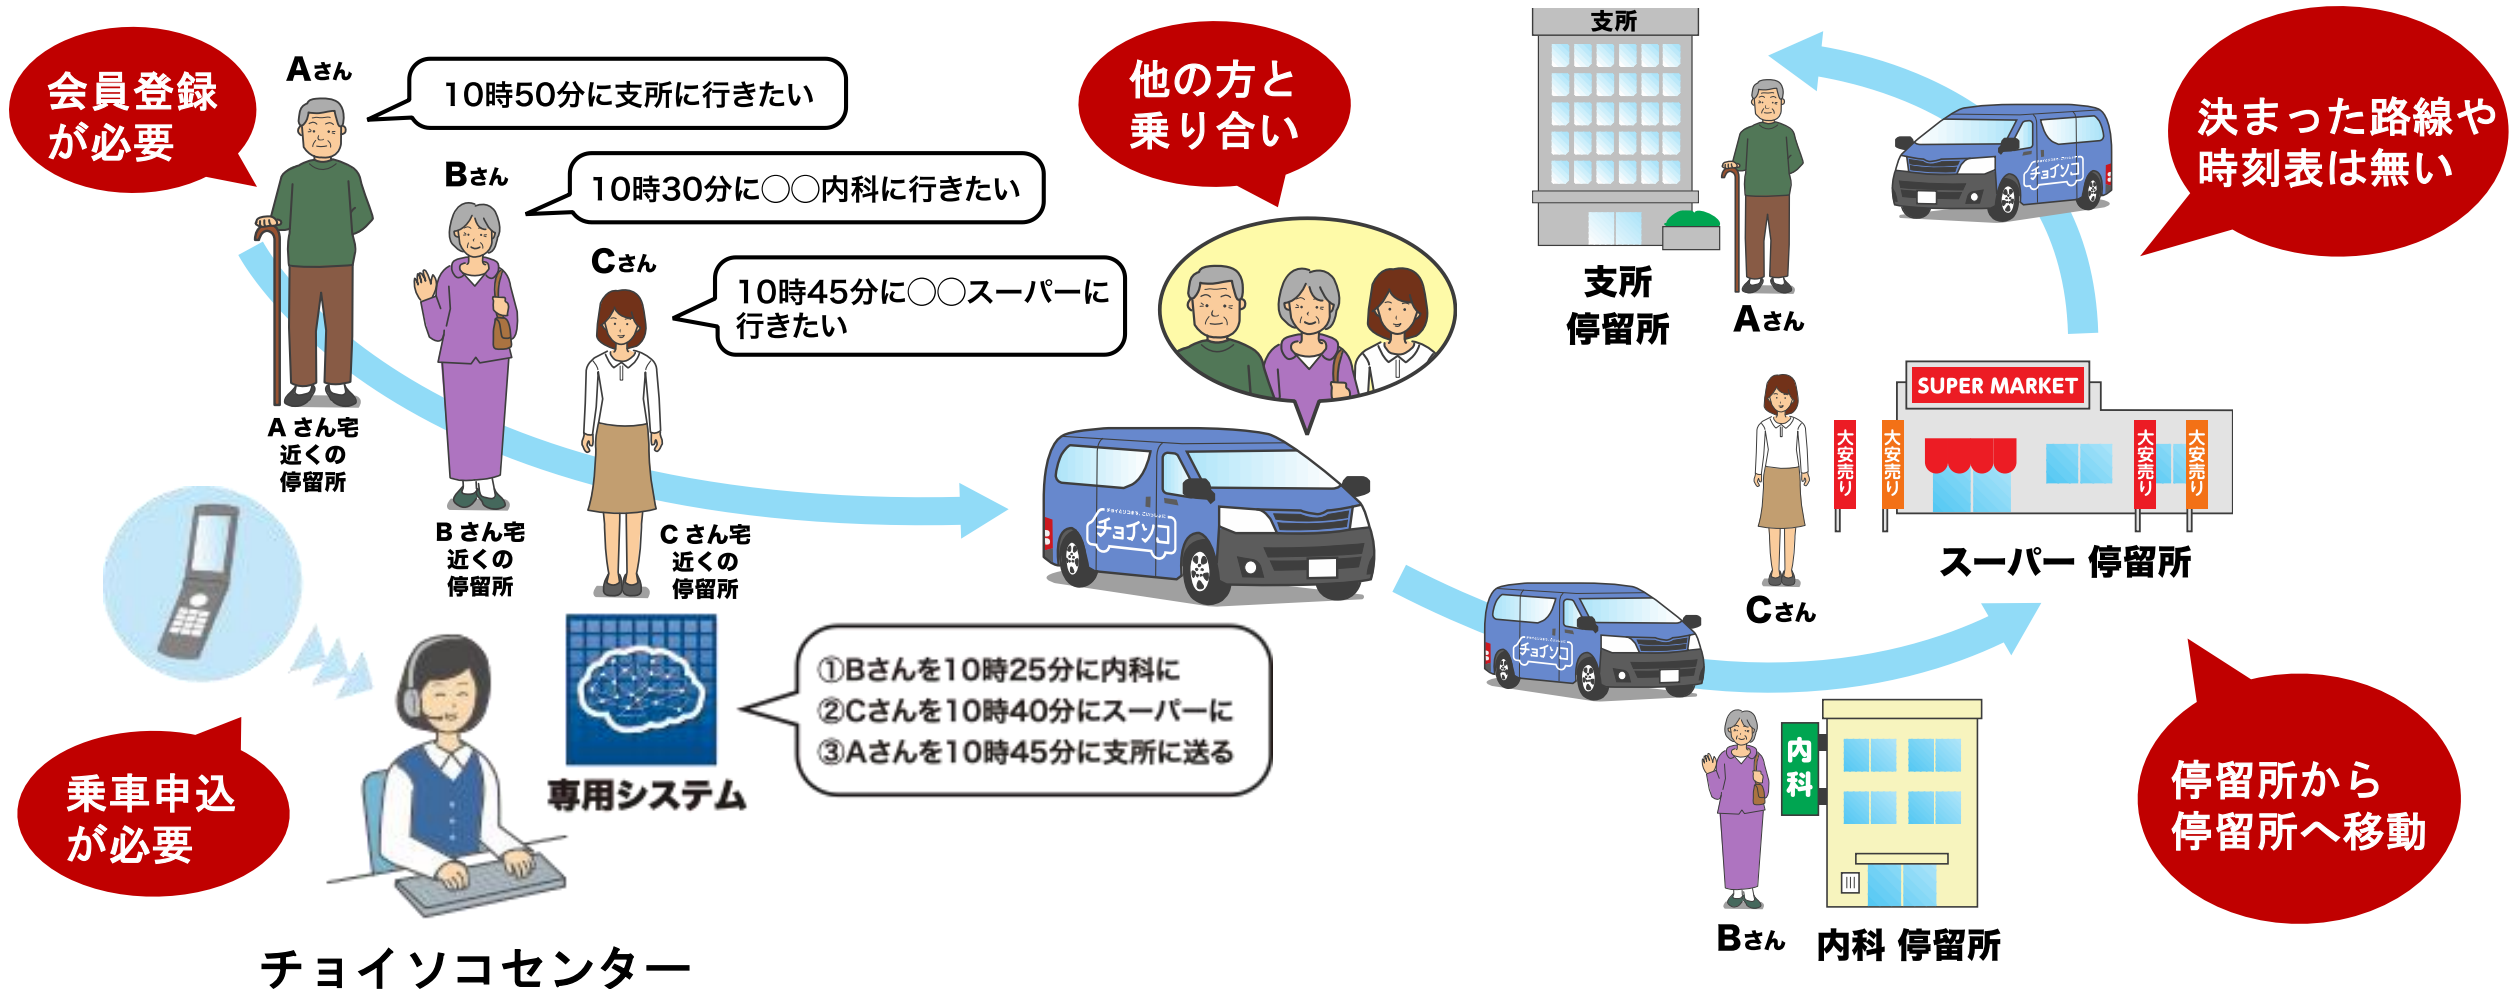 会員登録
が必要
Aさん
10時50分に支所に行きたい
Bさん
10時30分に○○内科に行きたい
Cさん
10時45分に○○スーパーに
行きたい
A さん宅
近くの
停留所
B さん宅
近くの
停留所
C さん宅
近くの
停留所
他の方と
乗り合い
チョイソコ
乗車申込
が必要
専用システム
①Bさんを10時25分に内科に
②Cさんを10時40分にスーパーに
③Aさんを10時45分に支所に送る
チョイソコセンター
支所
支所
停留所
Aさん
チョイソコ
決まった路線や
時刻表は無い
SUPER MARKET
大安売り
大安売り
大安売り
大安売り
Cさん
スーパー 停留所
チョイソコ
内科
Bさん
内科 停留所
停留所から
停留所へ移動